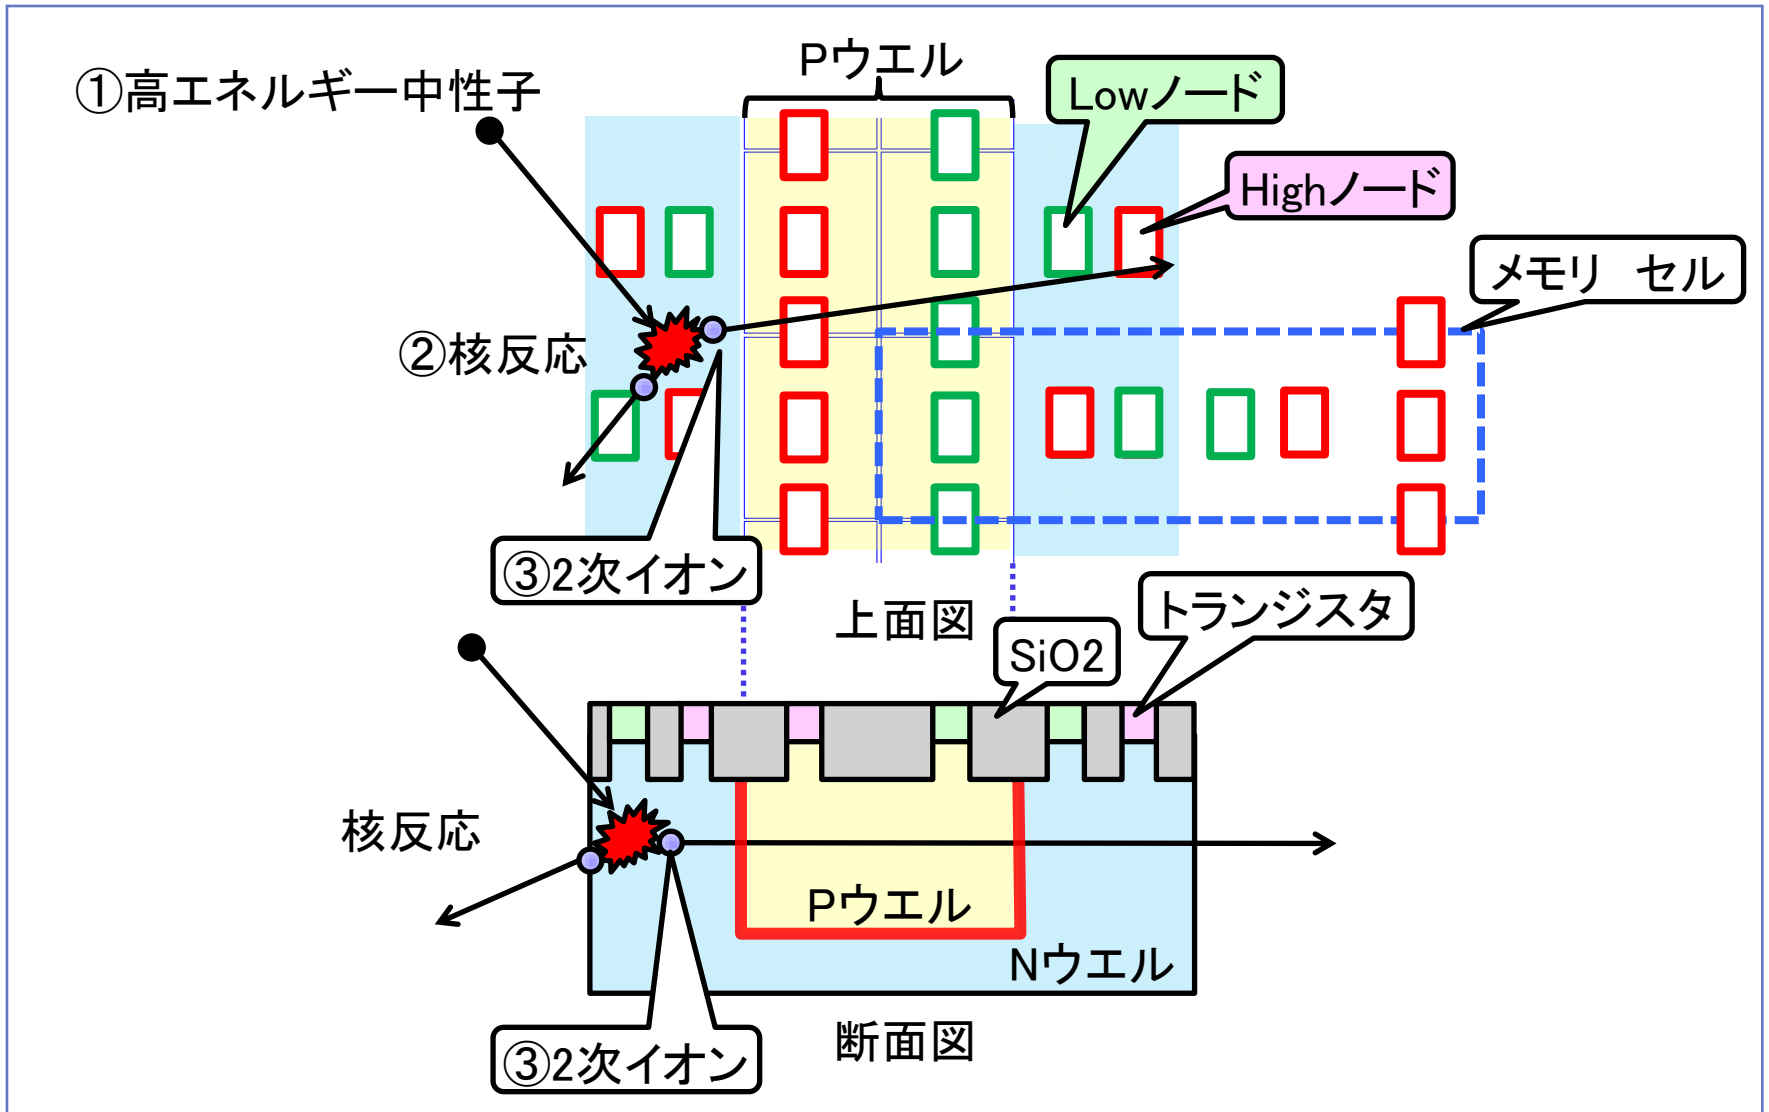 Pウエル
①高エネルギー中性子
Lowノード
Highノード
メモリ セル
②核反応
③2次イオン
上面図
トランジスタ
SiO2
核反応
Pウエル
Nウエル
③2次イオン
断面図